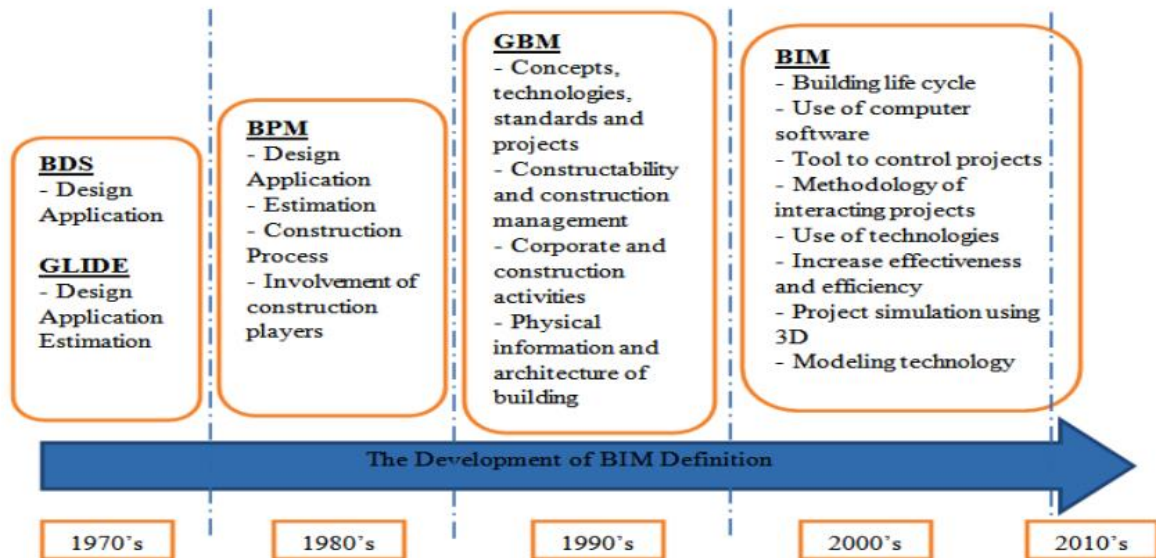 BDS
- Design
Application
GLIDE
- Design
Application
Estimation
BPM
- Design
Application
- Estimation
- Construction
Process
- Involvement of
construction
players
GBM
- Concepts,
technologies,
standards and
projects
- Constructability
and construction
management
- Corporate and
construction
activities
- Physical
information and
architecture of
building
BIM
- Building life cycle
- Use of computer
software
- Tool to control projects
- Methodology of
interacting projects
- Use of technologies
- Increase effectiveness
and efficiency
- Project simulation using
3D
- Modeling technology
The Development of BIM Definition
1970's
1980's
1990's
2000's
2010's